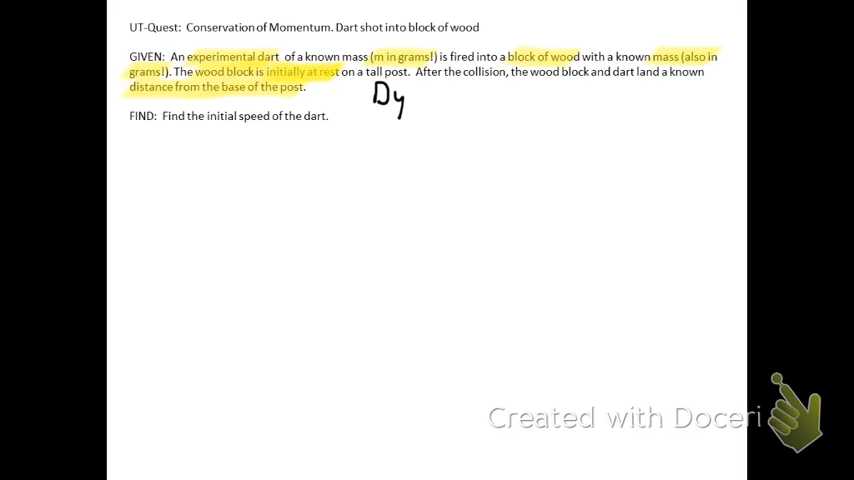 UT-Quest: Conservation of Momentum. Dart shot into block of wood
GIVEN: An experimental dart of a known mass (m in grams!) is fired into a block of wood with a known mass (also in
grams!). The wood block is initially at rest on a tall post. After the collision, the wood block and dart land a known
distance from the base of the post.
Dy
FIND: Find the initial speed of the dart.
Created with Doceri